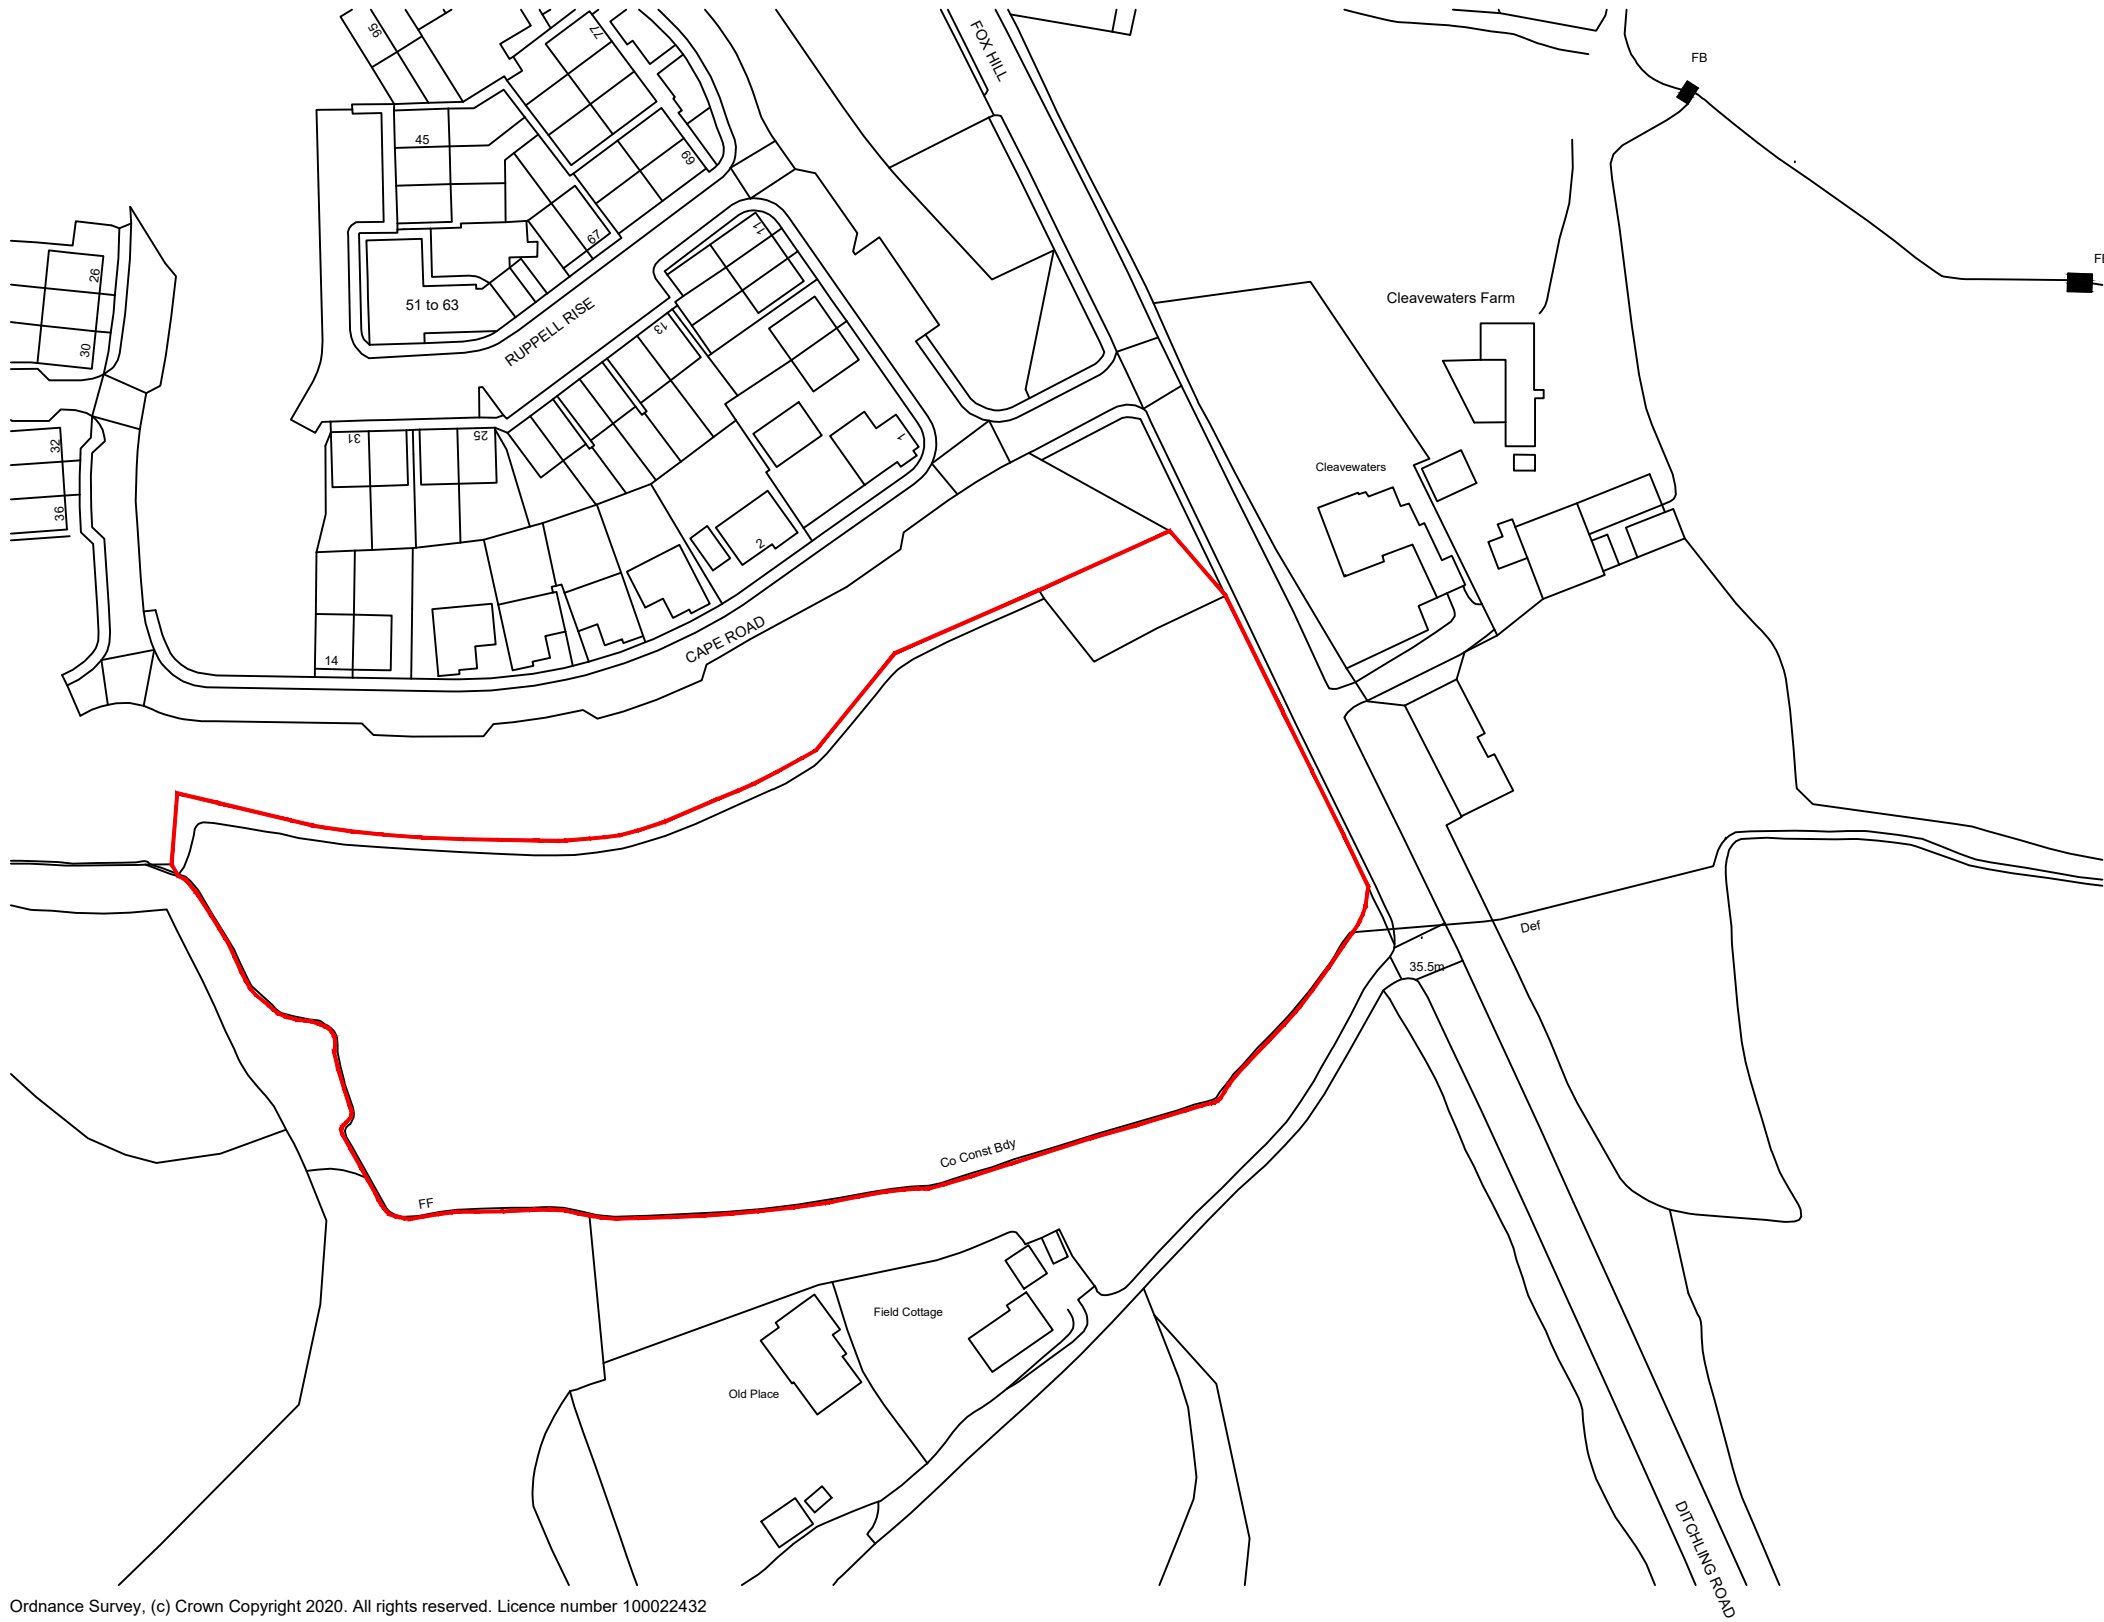 95
77
FOX HILL
FB
45
69
67
11
26
30
51 to 63
RUPPELL RISE
13
FB
Cleavewaters Farm
32
36
31
25
1
Cleavewaters
2
14
CAPE ROAD
Def
35.5m
Co Const Bdy
FF
Field Cottage
Old Place
DITCHLING ROAD
Ordnance Survey, (c) Crown Copyright 2020. All rights reserved. Licence number 100022432